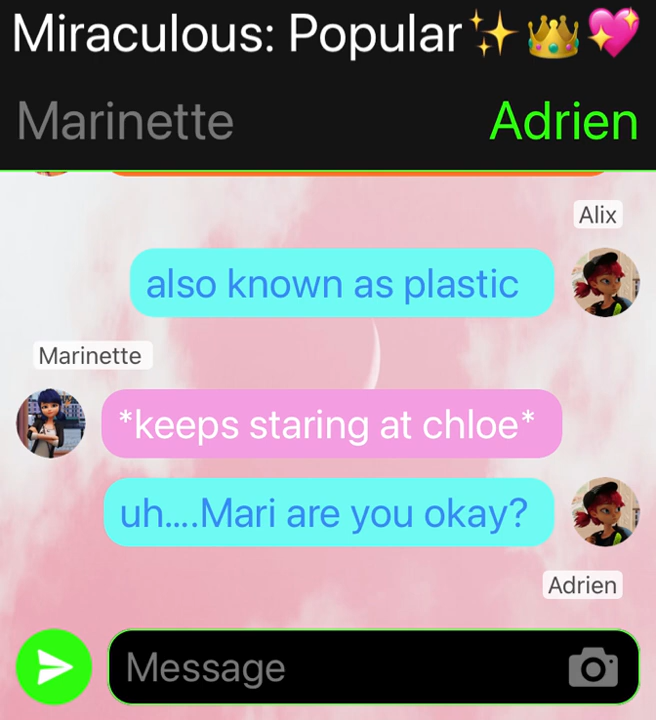 Miraculous: Popular✨👑💖
Marinette Adrien
Alix
also known as plastic
Marinette
*keeps staring at chloe*
uh....Mari are you okay?
Adrien
Message